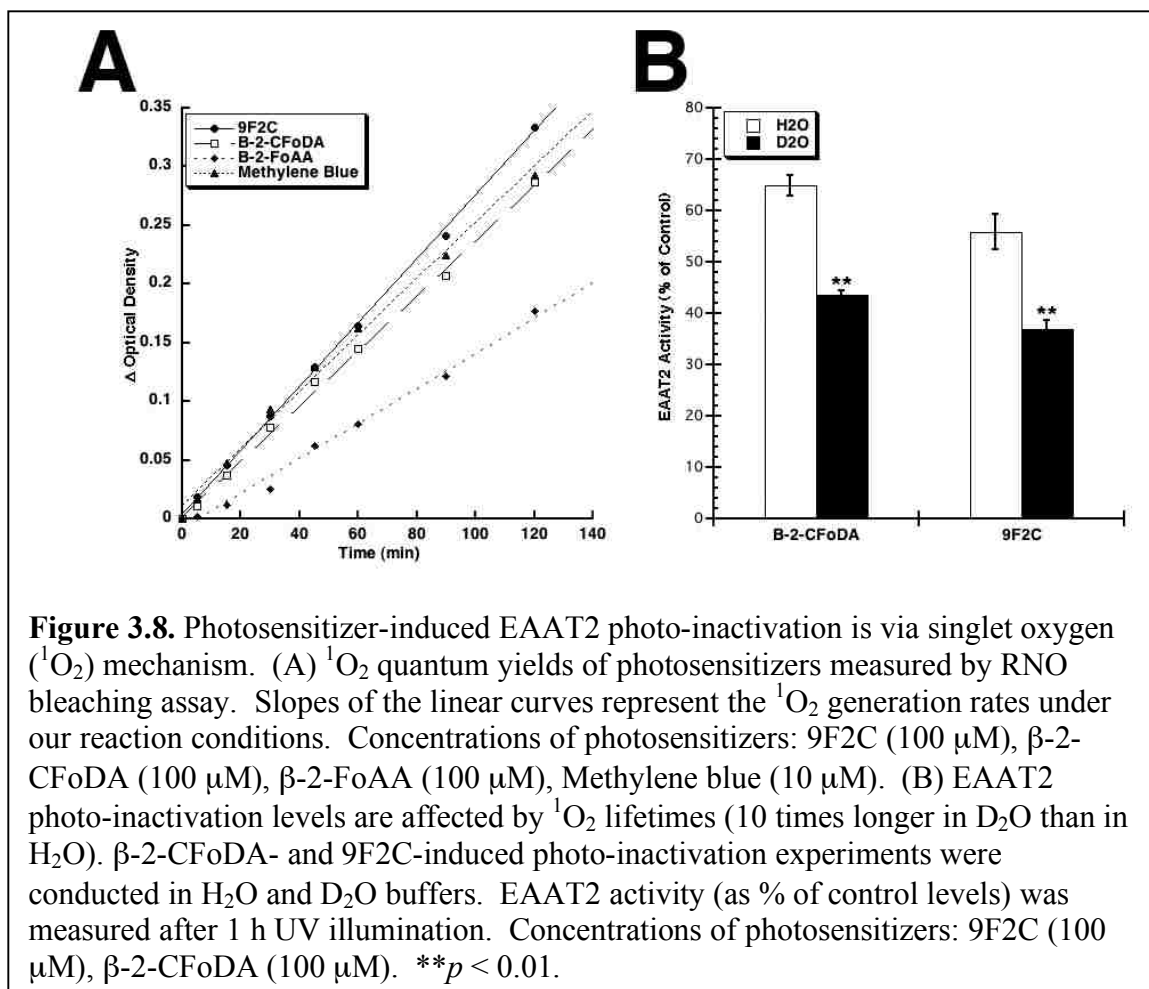 A
0.35
0.3
0.25
0.2
0.15
0.1
0.05
0
Δ Optical Density
9F2C
B-2-CFoDA
B-2-FoAA
Methylene Blue
0 20 40 60 80 100 120 140
Time (min)
B
80
70
60
50
40
30
20
10
0
EAAT2 Activity (% of Control)
H2O
D2O
**
**
B-2-CFoDA 9F2C
Figure 3.8. Photosensitizer-induced EAAT2 photo-inactivation is via singlet oxygen
(¹O₂) mechanism. (A) ¹O₂ quantum yields of photosensitizers measured by RNO
bleaching assay. Slopes of the linear curves represent the ¹O₂ generation rates under
our reaction conditions. Concentrations of photosensitizers: 9F2C (100 μM), β-2-
CFoDA (100 μM), β-2-FoAA (100 μM), Methylene blue (10 μM). (B) EAAT2
photo-inactivation levels are affected by ¹O₂ lifetimes (10 times longer in D₂O than in
H₂O). β-2-CFoDA- and 9F2C-induced photo-inactivation experiments were
conducted in H₂O and D₂O buffers. EAAT2 activity (as % of control levels) was
measured after 1 h UV illumination. Concentrations of photosensitizers: 9F2C (100
μM), β-2-CFoDA (100 μM). **p < 0.01.